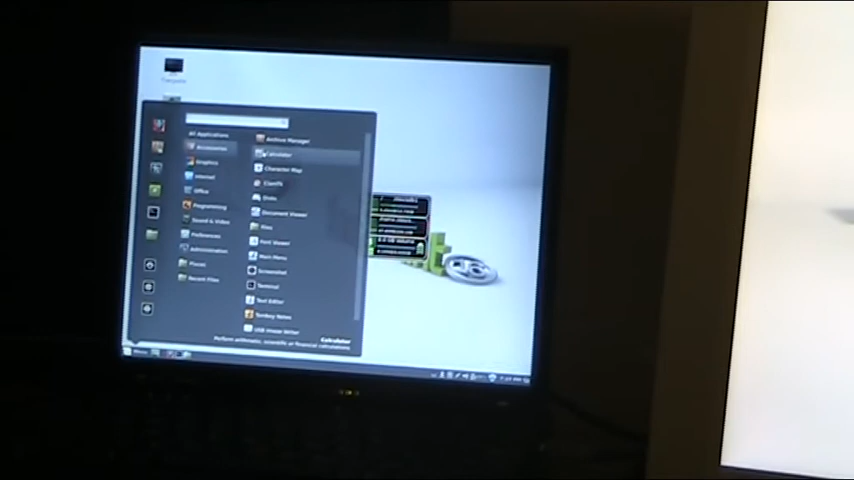 All Applications
Accessories
Graphics
Internet
Office
Programming
Sound & Video
Preferences
Administration
Places
Recent Files
Archive Manager
Calculator
Character Map
ClamTk
Disks
Document Viewer
Files
Font Viewer
Main Menu
Screenshot
Terminal
Text Editor
Tomboy Notes
USB Image Writer
Calculator
Perform arithmetic, scientific or financial calculations
Menu